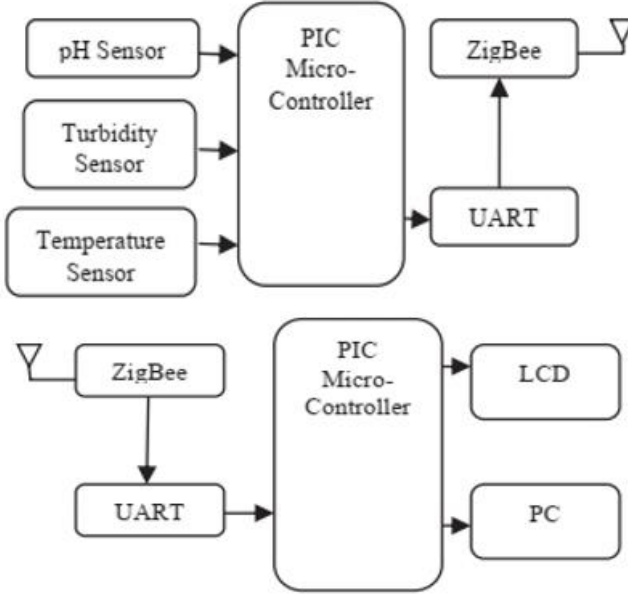 pH Sensor
Turbidity
Sensor
Temperature
Sensor
PIC
Micro-
Controller
ZigBee
UART
ZigBee
UART
PIC
Micro-
Controller
LCD
PC